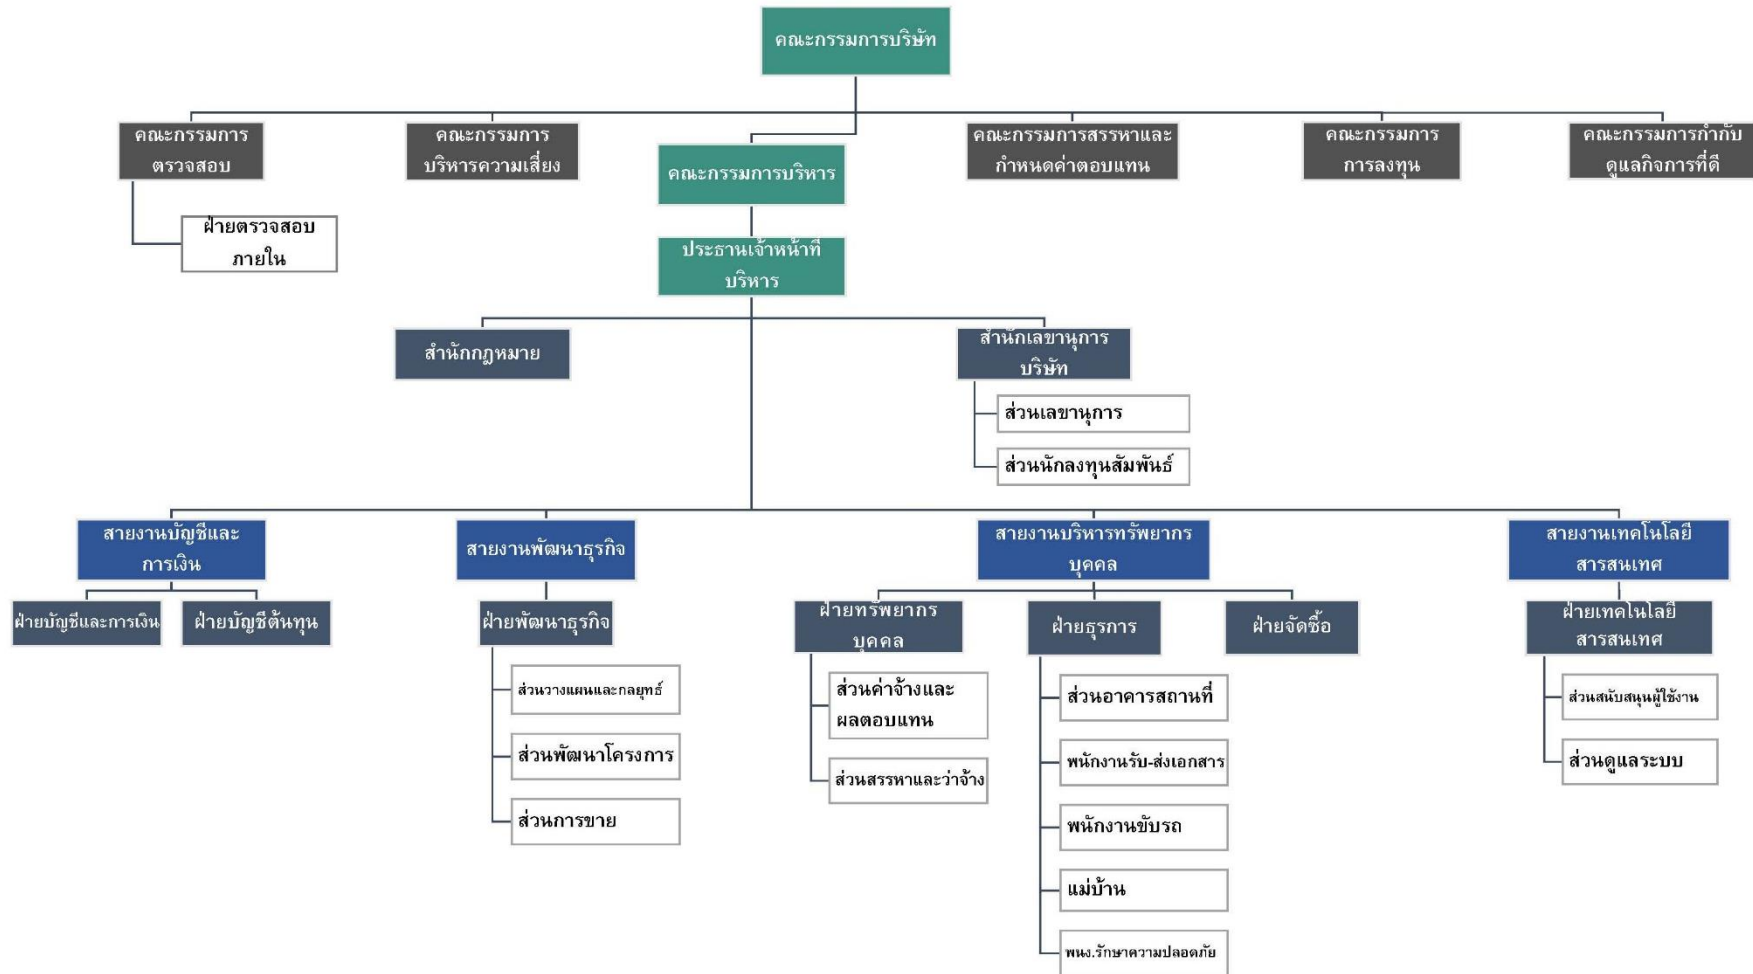 คณะกรรมการบริษัท
คณะกรรมการ
ตรวจสอบ
คณะกรรมการ
บริหารความเสี่ยง
คณะกรรมการสรรหาและ
กำหนดค่าตอบแทน
คณะกรรมการ
การลงทุน
คณะกรรมการกำกับ
ดูแลกิจการที่ดี
คณะกรรมการบริหาร
ฝ่ายตรวจสอบ
ภายใน
ประธานเจ้าหน้าที่
บริหาร
สำนักกฎหมาย
สำนักเลขานุการ
บริษัท
ส่วนเลขานุการ
ส่วนนักลงทุนสัมพันธ์
สายงานบัญชีและ
การเงิน
สายงานพัฒนาธุรกิจ
สายงานบริหารทรัพยากร
บุคคล
สายงานเทคโนโลยี
สารสนเทศ
ฝ่ายบัญชีและการเงิน
ฝ่ายบัญชีต้นทุน
ฝ่ายพัฒนาธุรกิจ
ฝ่ายทรัพยากร
บุคคล
ฝ่ายธุรการ
ฝ่ายจัดซื้อ
ฝ่ายเทคโนโลยี
สารสนเทศ
ส่วนวางแผนและกลยุทธ์
ส่วนพัฒนาโครงการ
ส่วนการขาย
ส่วนค่าจ้างและ
ผลตอบแทน
ส่วนสรรหาและว่าจ้าง
ส่วนอาคารสถานที่
พนักงานรับ-ส่งเอกสาร
พนักงานขับรถ
แม่บ้าน
พนง.รักษาความปลอดภัย
ส่วนสนับสนุนผู้ใช้งาน
ส่วนดูแลระบบ